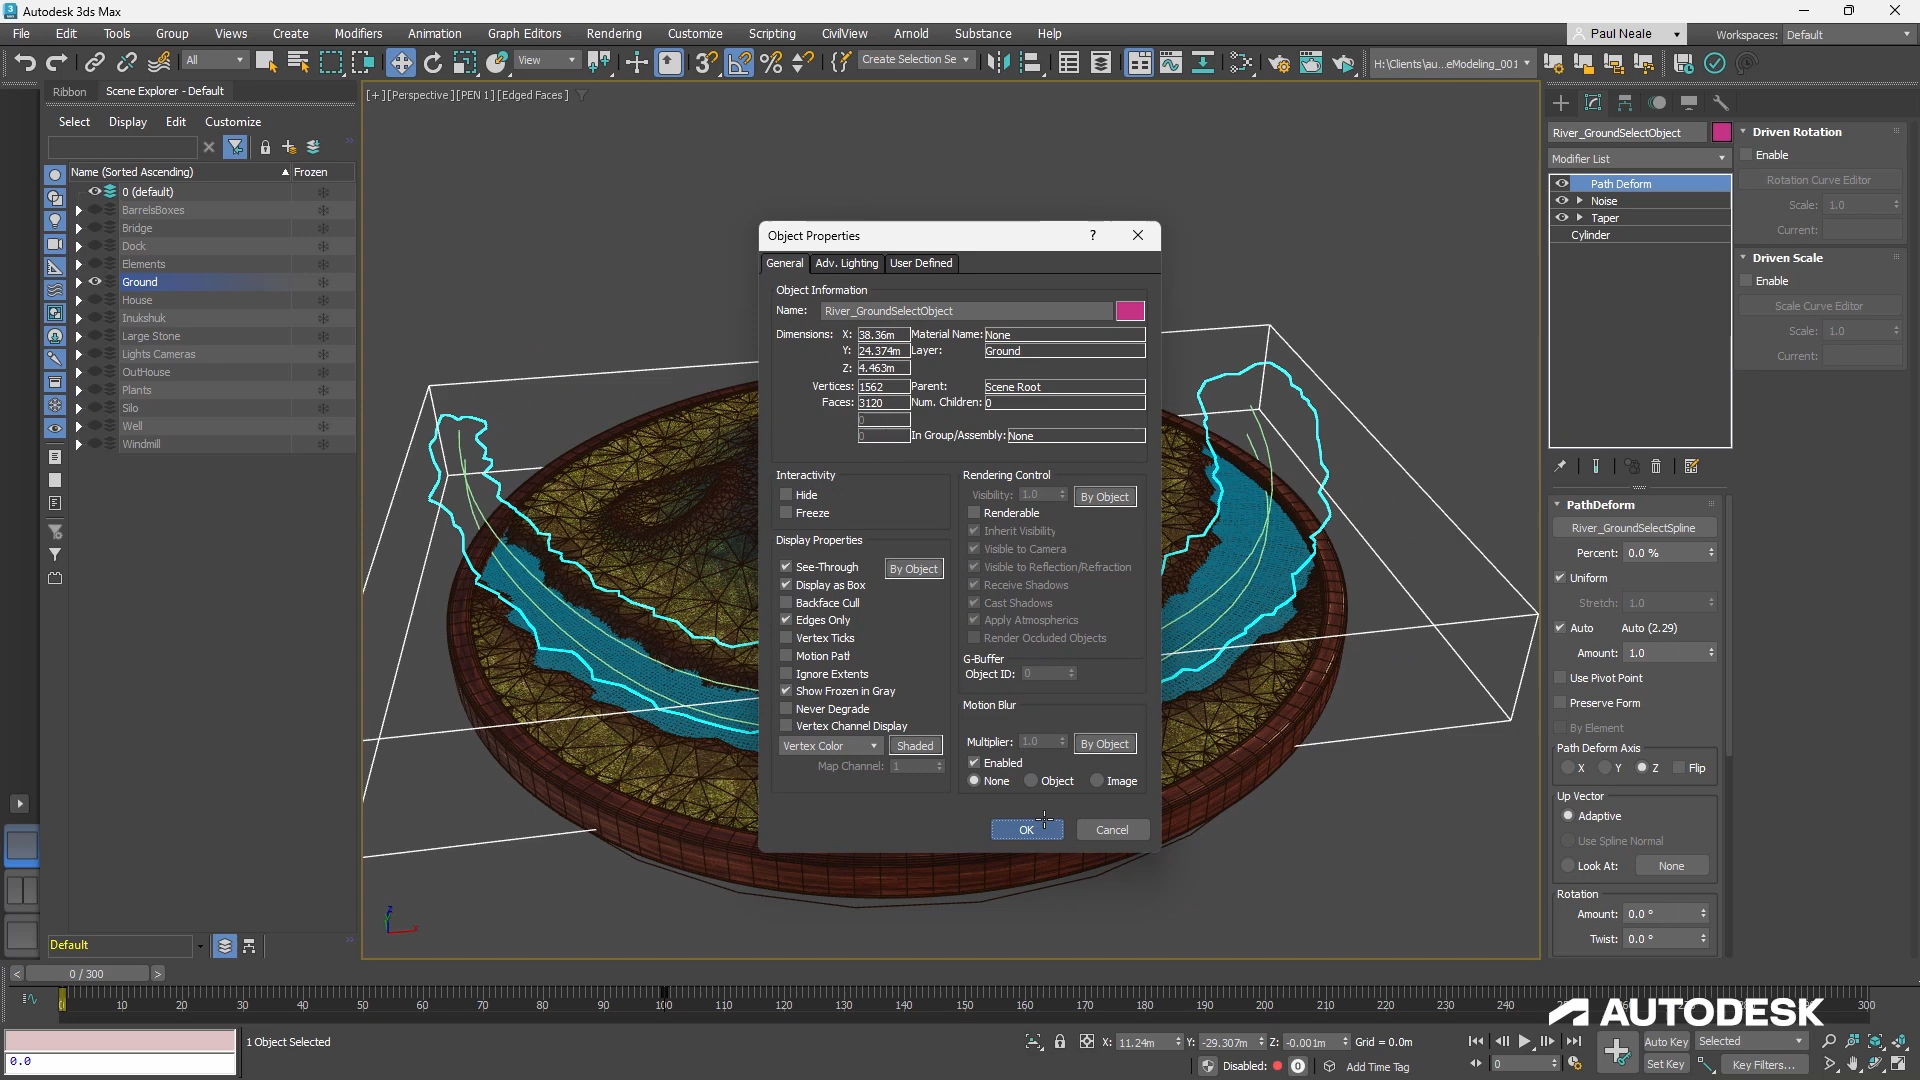 Autodesk 3ds Max
File Edit Tools Group Views Create Modifiers Animation Graph Editors Rendering Customize Scripting CivilView Arnold Substance Help
Paul Neale
Workspaces: Default
All
View
Create Selection Se
H:\Clients\au...eModeling_001
Ribbon
Scene Explorer - Default
[+][Perspective][PEN 1][Edged Faces]
Select Display Edit Customize
Name (Sorted Ascending)
Frozen
0 (default)
BarrelsBoxes
Bridge
Dock
Elements
Ground
House
Inukshuk
Large Stone
Lights Cameras
OutHouse
Plants
Silo
Well
Windmill
Default
Object Properties
General
Adv. Lighting
User Defined
Object Information
Name: River_GroundSelectObject
Dimensions: X: 38.36m
Material Name: None
Y: 24.374m
Layer: Ground
Z: 4.463m
Vertices: 1562
Parent: Scene Root
Faces: 3120
Num. Children: 0
0
0
In Group/Assembly: None
Interactivity
Hide
Freeze
Display Properties
See-Through
By Object
Display as Box
Backface Cull
Edges Only
Vertex Ticks
Motion Path
Ignore Extents
Show Frozen in Gray
Never Degrade
Vertex Channel Display
Vertex Color
Shaded
Map Channel: 1
Rendering Control
Visibility: 1.0
By Object
Renderable
Inherit Visibility
Visible to Camera
Visible to Reflection/Refraction
Receive Shadows
Cast Shadows
Apply Atmospherics
Render Occluded Objects
G-Buffer
Object ID: 0
Motion Blur
Multiplier: 1.0
By Object
Enabled
None
Object
Image
OK
Cancel
River_GroundSelectObject
Modifier List
Path Deform
Noise
Taper
Cylinder
PathDeform
River_GroundSelectSpline
Percent: 0.0 %
Uniform
Stretch: 1.0
Auto Auto (2.29)
Amount: 1.0
Use Pivot Point
Preserve Form
By Element
Path Deform Axis
X Y Z Flip
Up Vector
Adaptive
Use Spline Normal
Look At: None
Rotation
Amount: 0.0 °
Twist: 0.0 °
Driven Rotation
Enable
Rotation Curve Editor
Scale: 1.0
Current:
Driven Scale
Enable
Scale Curve Editor
Scale: 1.0
Current:
0 / 300
0 10 20 30 40 50 60 70 80 90 100 110 120 130 140 150 160 170 180 190 200 210 220 230 240 300
AUTODESK
0.0
1 Object Selected
X: 11.24m Y: -29.307m Z: -0.001m Grid = 0.0m
Disabled: 0
Add Time Tag
0
Auto Key
Selected
Set Key
Key Filters...